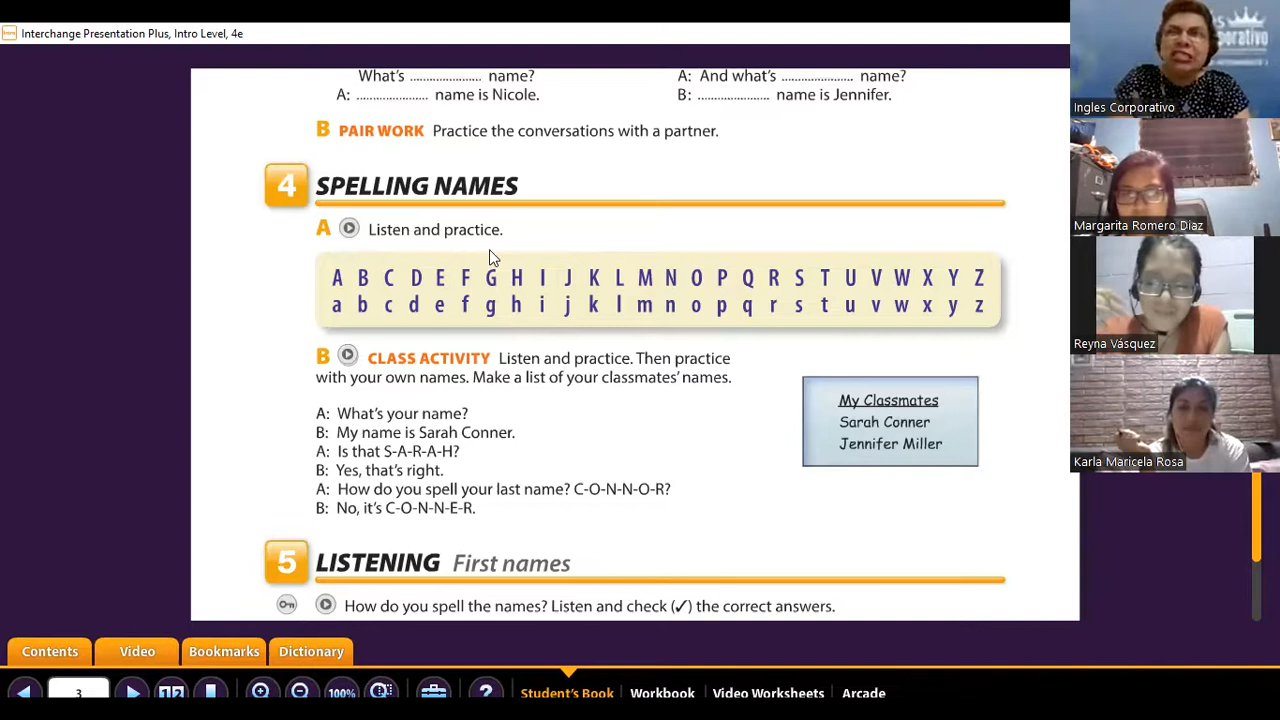 Interchange Presentation Plus, Intro Level, 4e
What's ..................... name?
A: ..................... name is Nicole.
A: And what's ..................... name?
B: ..................... name is Jennifer.
B PAIR WORK Practice the conversations with a partner.
4 SPELLING NAMES
A Listen and practice.
A B C D E F G H I J K L M N O P Q R S T U V W X Y Z
a b c d e f g h i j k l m n o p q r s t u v w x y z
B CLASS ACTIVITY Listen and practice. Then practice
with your own names. Make a list of your classmates' names.
A: What's your name?
B: My name is Sarah Conner.
A: Is that S-A-R-A-H?
B: Yes, that's right.
A: How do you spell your last name? C-O-N-N-O-R?
B: No, it's C-O-N-N-E-R.
My Classmates
Sarah Conner
Jennifer Miller
5 LISTENING First names
How do you spell the names? Listen and check (✓) the correct answers.
Contents Video Bookmarks Dictionary
3 12 100% ? Student's Book Workbook Video Worksheets Arcade
Ingles Corporativo
Margarita Romero Diaz
Reyna Vásquez
Karla Maricela Rosa